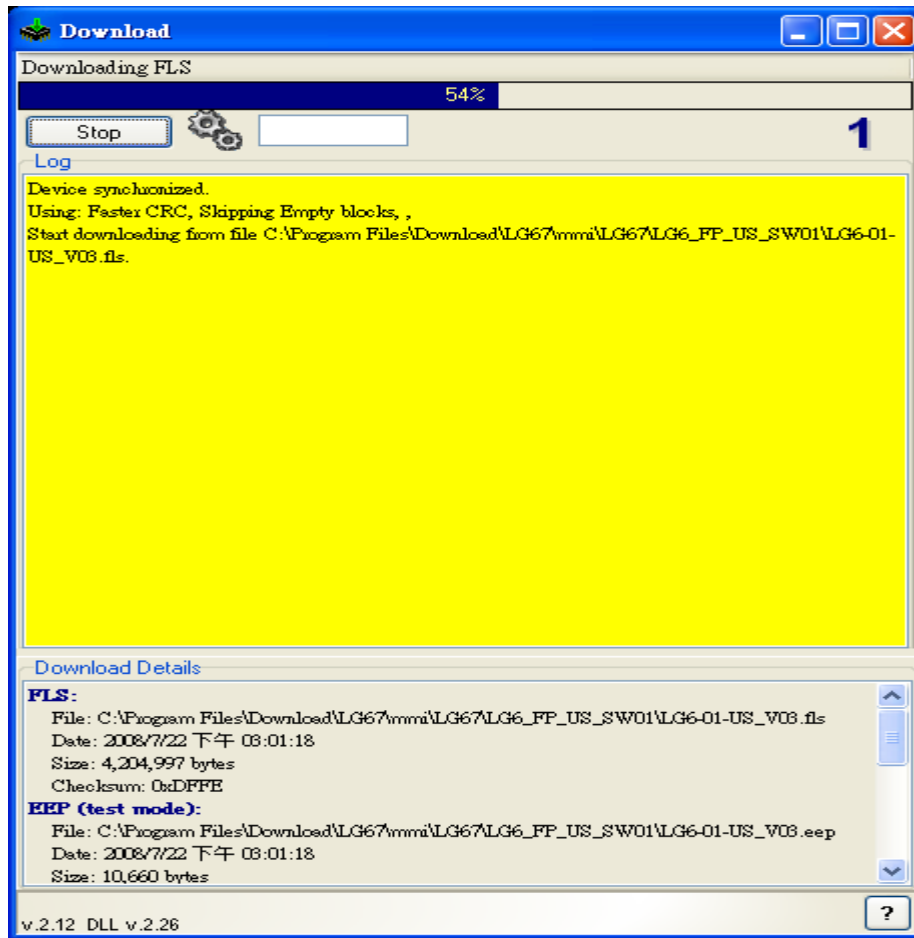 Download
Downloading FLS
54%
Stop
1
Log
Device synchronized.
Using: Faster CRC, Skipping Empty blocks, ,
Start downloading from file C:\Program Files\Download\LG67\mmi\LG67\LG6_FP_US_SW01\LG6-01-
US_V03.fls.
Download Details
FLS:
File: C:\Program Files\Download\LG67\mmi\LG67\LG6_FP_US_SW01\LG6-01-US_V03.fls
Date: 2008/7/22 下午 03:01:18
Size: 4,204,997 bytes
Checksum: 0xDFFE
EEP (test mode):
File: C:\Program Files\Download\LG67\mmi\LG67\LG6_FP_US_SW01\LG6-01-US_V03.eep
Date: 2008/7/22 下午 03:01:18
Size: 10,660 bytes
v.2.12 DLL v.2.26
?